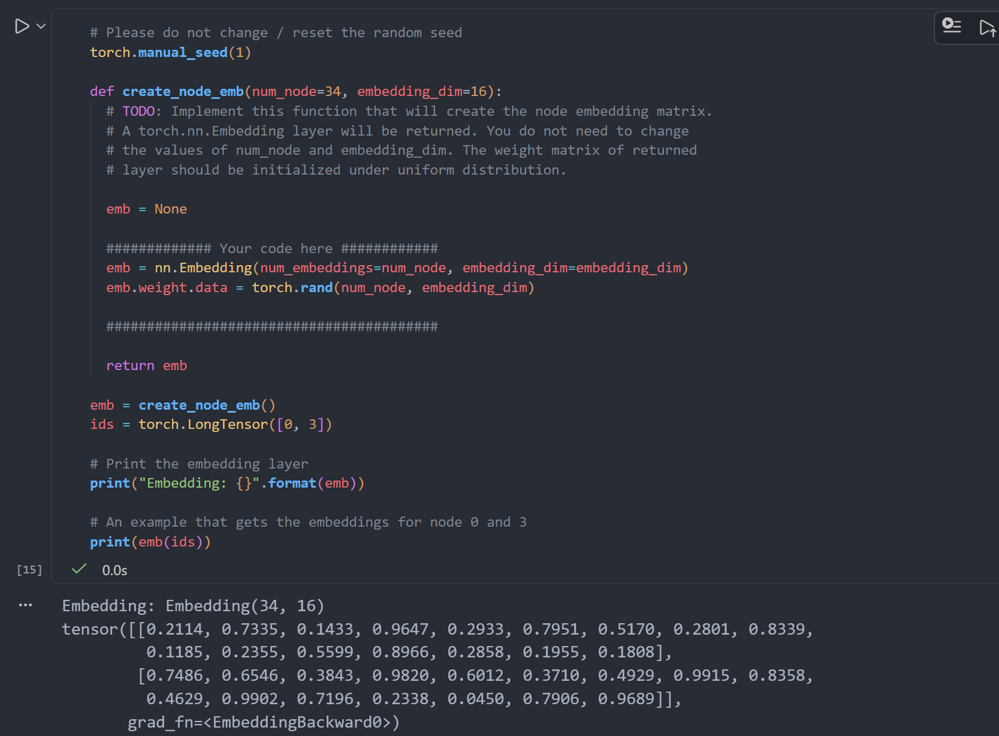 # Please do not change / reset the random seed
torch.manual_seed(1)
def create_node_emb(num_node=34, embedding_dim=16):
# TODO: Implement this function that will create the node embedding matrix.
# A torch.nn.Embedding layer will be returned. You do not need to change
# the values of num_node and embedding_dim. The weight matrix of returned
# layer should be initialized under uniform distribution.
emb = None
############# Your code here ############
emb = nn.Embedding(num_embeddings=num_node, embedding_dim=embedding_dim)
emb.weight.data = torch.rand(num_node, embedding_dim)
#########################################
return emb
emb = create_node_emb()
ids = torch.LongTensor([0, 3])
# Print the embedding layer
print("Embedding: {}".format(emb))
# An example that gets the embeddings for node 0 and 3
print(emb(ids))
[15] 0.0s
Embedding: Embedding(34, 16)
tensor([[0.2114, 0.7335, 0.1433, 0.9647, 0.2933, 0.7951, 0.5170, 0.2801, 0.8339,
0.1185, 0.2355, 0.5599, 0.8966, 0.2858, 0.1955, 0.1808],
[0.7486, 0.6546, 0.3843, 0.9820, 0.6012, 0.3710, 0.4929, 0.9915, 0.8358,
0.4629, 0.9902, 0.7196, 0.2338, 0.0450, 0.7906, 0.9689]],
grad_fn=<EmbeddingBackward0>)